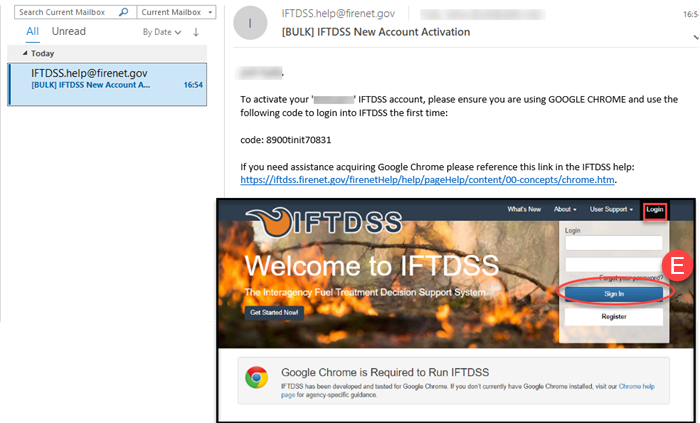 Search Current Mailbox
Current Mailbox
All Unread
By Date
Today
IFTDSS.help@firenet.gov
[BULK] IFTDSS New Account A...
16:54
I
IFTDSS.help@firenet.gov
[BULK] IFTDSS New Account Activation
To activate your ' ' IFTDSS account, please ensure you are using GOOGLE CHROME and use the
following code to login into IFTDSS the first time:
code: 8900tinit70831
If you need assistance acquiring Google Chrome please reference this link in the IFTDSS help:
https://iftdss.firenet.gov/firenetHelp/help/pageHelp/content/00-concepts/chrome.htm.
IFTDSS
What's New About User Support Login
Welcome to IFTDSS
The Interagency Fuel Treatment Decision Support System
Get Started Now!
Login
Forgot your password?
Sign In
Register
E
Google Chrome is Required to Run IFTDSS
IFTDSS has been developed and tested for Google Chrome. If you don't currently have Google Chrome installed, visit our Chrome help
page for agency-specific guidance.